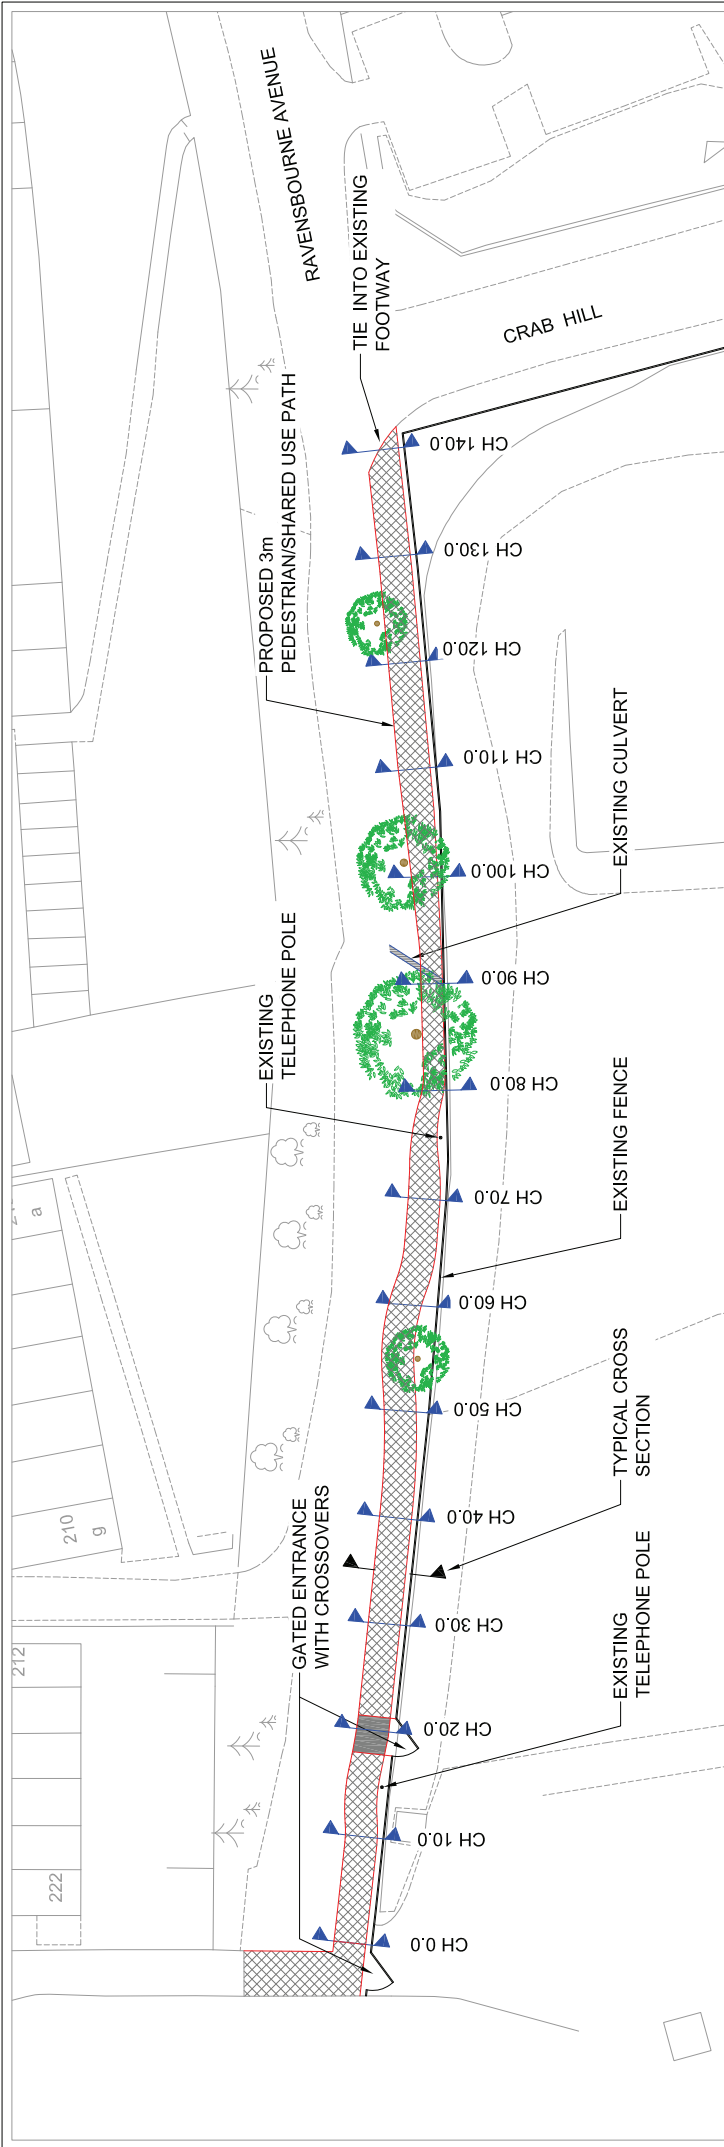 RAVENSBOURNE AVENUE
TIE INTO EXISTING
FOOTWAY
CRAB HILL
PROPOSED 3m
PEDESTRIAN/SHARED USE PATH
CH 140.0
CH 130.0
CH 120.0
CH 110.0
EXISTING CULVERT
CH 100.0
CH 90.0
EXISTING
TELEPHONE POLE
CH 80.0
EXISTING FENCE
CH 70.0
a
CH 60.0
CH 50.0
TYPICAL CROSS
SECTION
GATED ENTRANCE
WITH CROSSOVERS
210
g
CH 40.0
CH 30.0
EXISTING
TELEPHONE POLE
212
CH 20.0
CH 10.0
222
CH 0.0